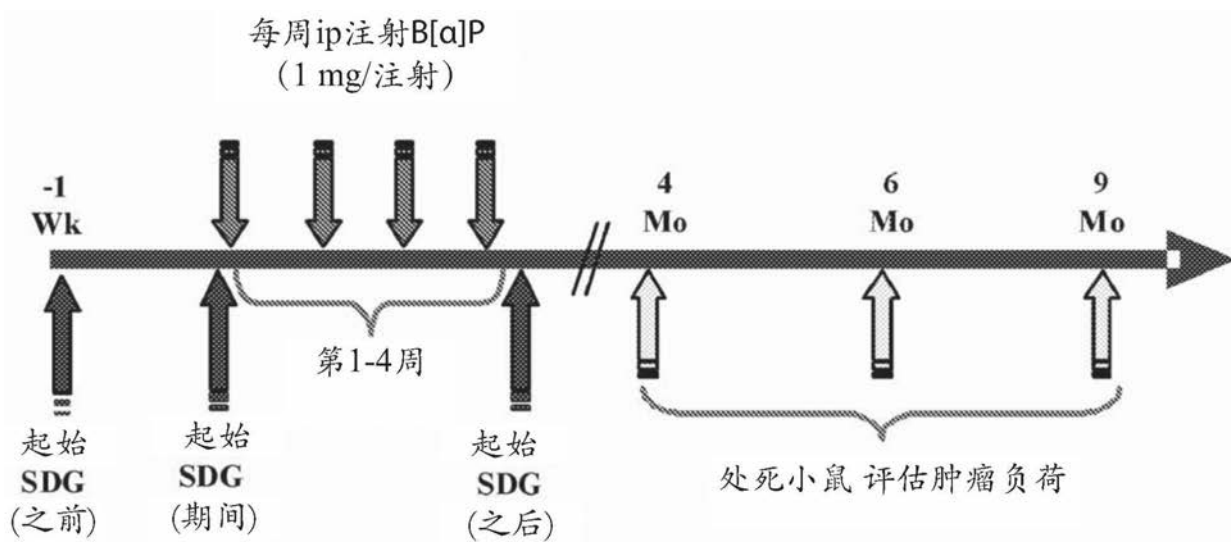 每周ip注射B[α]P
(1 mg/注射)
-1
Wk
4
Mo
6
Mo
9
Mo
第1-4周
起始
SDG
(之前)
起始
SDG
(期间)
起始
SDG
(之后)
处死小鼠 评估肿瘤负荷